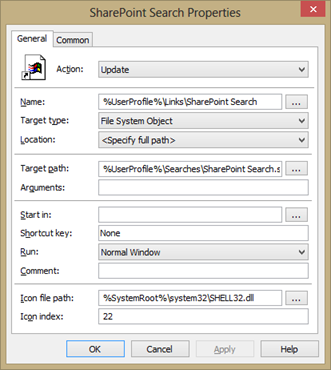 SharePoint Search Properties
General Common
Action: Update
Name: %UserProfile%\Links\SharePoint Search ...
Target type: File System Object
Location: <Specify full path>
Target path: %UserProfile%\Searches\SharePoint Search.s ...
Arguments:
Start in: ...
Shortcut key: None
Run: Normal Window
Comment:
Icon file path: %SystemRoot%\system32\SHELL32.dll ...
Icon index: 22
OK Cancel Apply Help